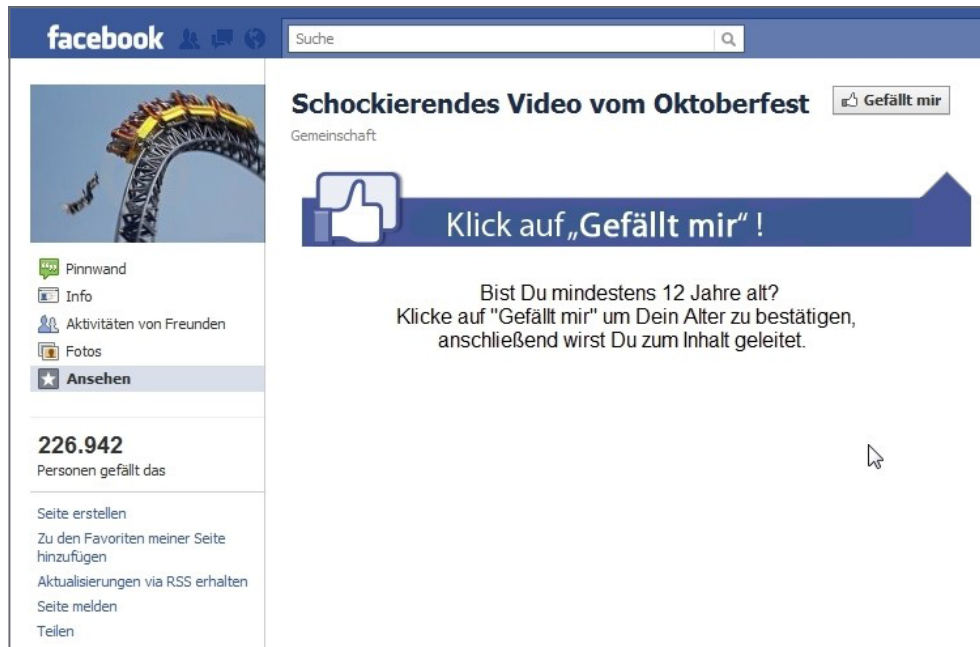 facebook
Suche
Schockierendes Video vom Oktoberfest
Gefällt mir
Gemeinschaft
Klick auf „Gefällt mir“ !
Bist Du mindestens 12 Jahre alt?
Klicke auf "Gefällt mir" um Dein Alter zu bestätigen,
anschließend wirst Du zum Inhalt geleitet.
Pinnwand
Info
Aktivitäten von Freunden
Fotos
Ansehen
226.942
Personen gefällt das
Seite erstellen
Zu den Favoriten meiner Seite
hinzufügen
Aktualisierungen via RSS erhalten
Seite melden
Teilen